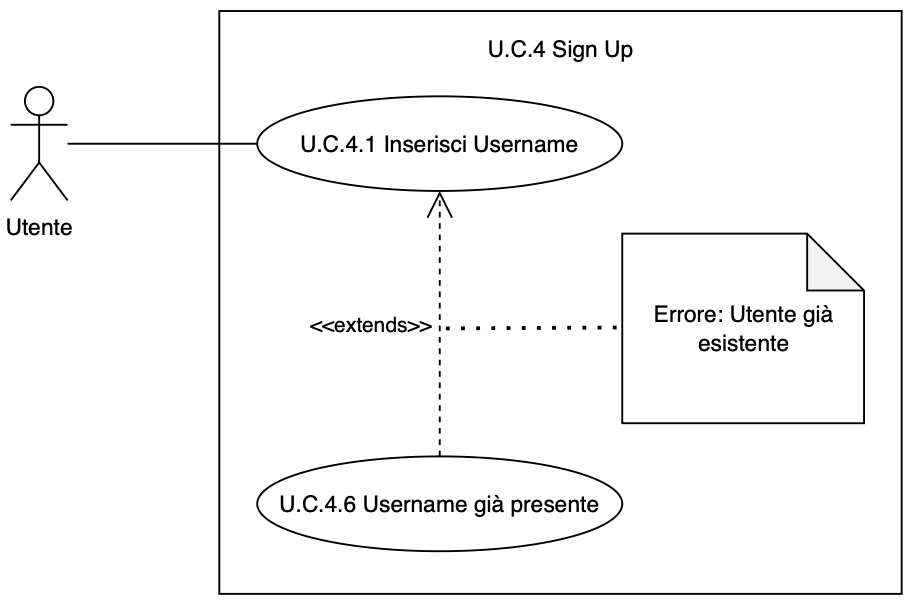 U.C.4 Sign Up
U.C.4.1 Inserisci Username
Utente
<<extends>>
Errore: Utente già
esistente
U.C.4.6 Username già presente